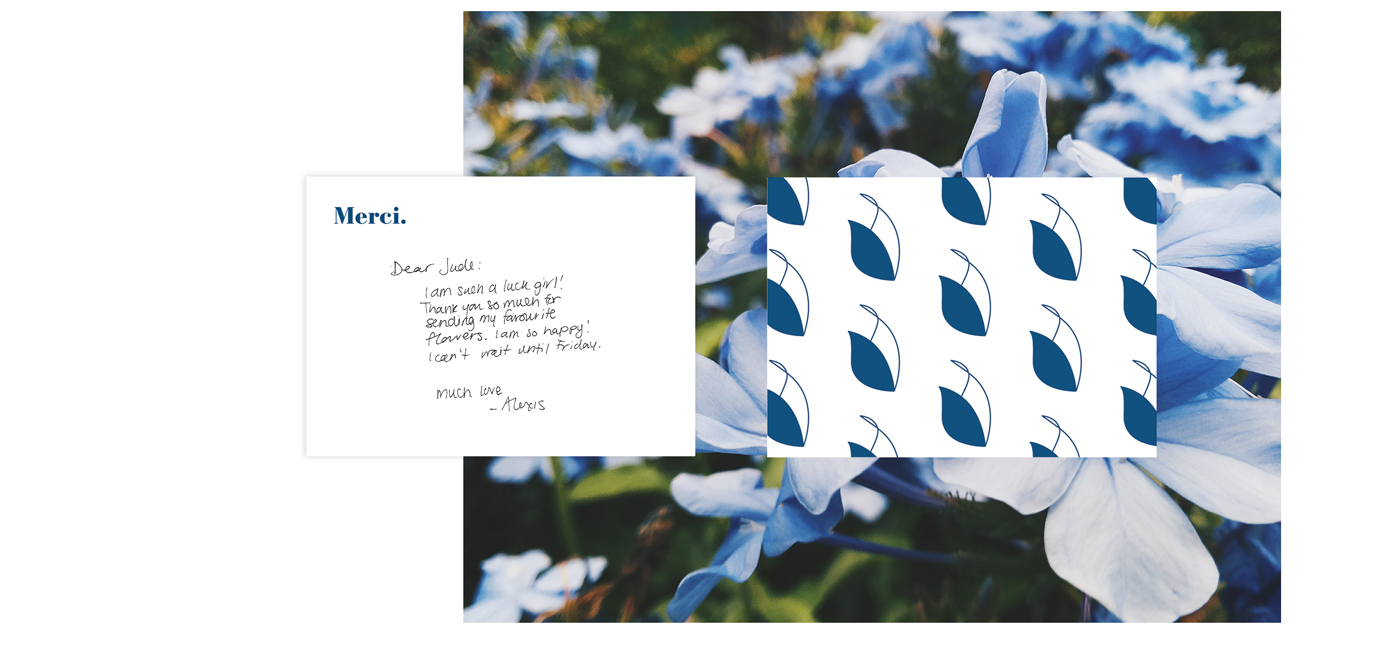 Merci.
Dear Jude:
I am such a luck girl!
Thank you so much for
sending my favourite
flowers. I am so happy!
I can't wait until Friday.
much love
- Alexis